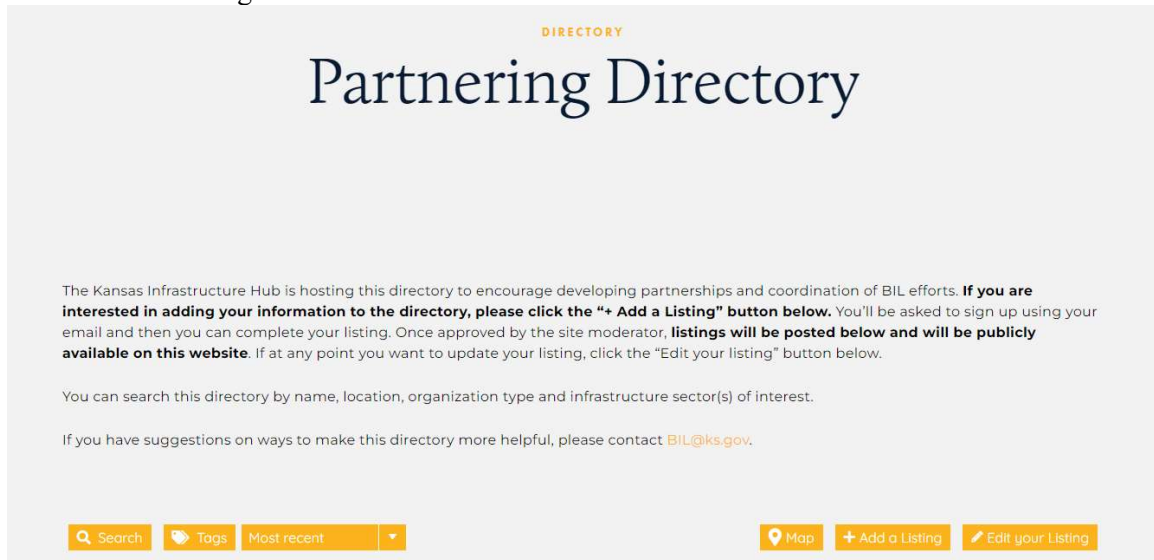 DIRECTORY
Partnering Directory
The Kansas Infrastructure Hub is hosting this directory to encourage developing partnerships and coordination of BIL efforts. If you are
interested in adding your information to the directory, please click the “+ Add a Listing” button below. You’ll be asked to sign up using your
email and then you can complete your listing. Once approved by the site moderator, listings will be posted below and will be publicly
available on this website. If at any point you want to update your listing, click the “Edit your listing” button below.
You can search this directory by name, location, organization type and infrastructure sector(s) of interest.
If you have suggestions on ways to make this directory more helpful, please contact BIL@ks.gov.
Search Tags Most recent Map + Add a Listing Edit your Listing